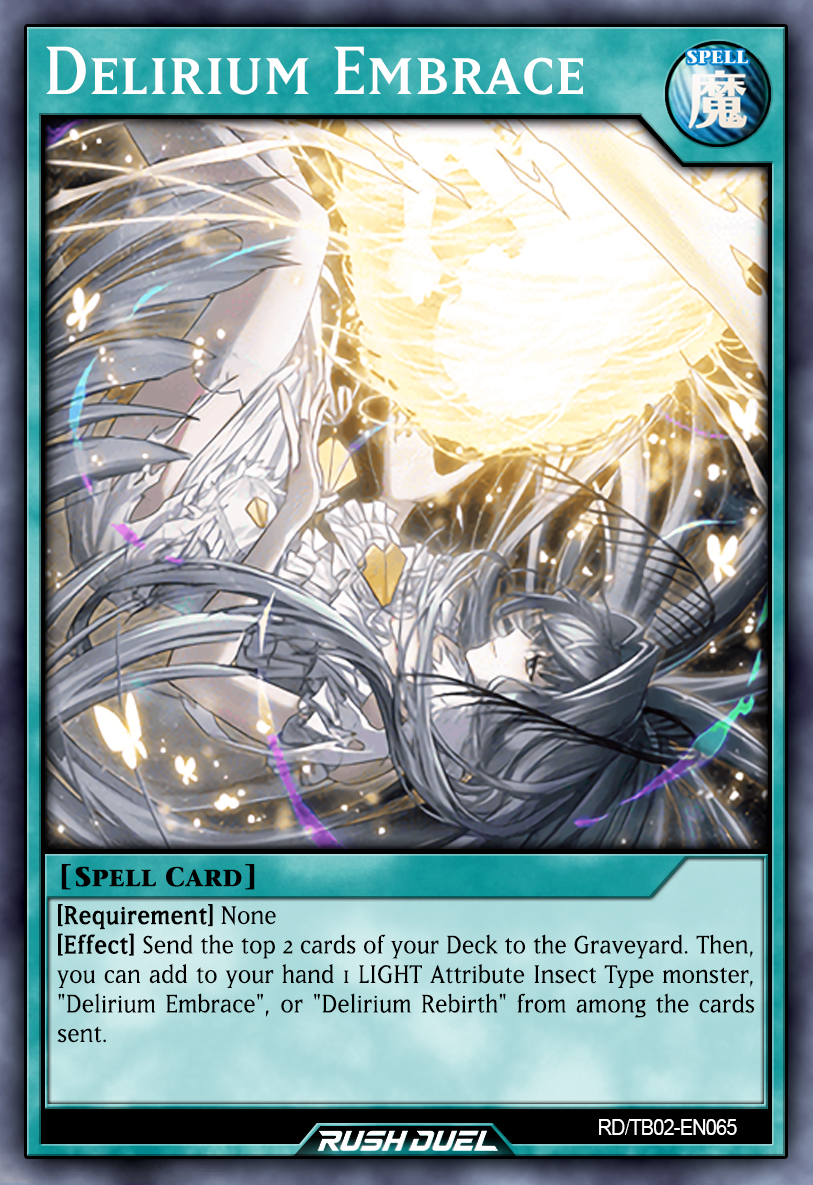 Delirium Embrace
SPELL
魔
[Spell Card]
[Requirement] None
[Effect] Send the top 2 cards of your Deck to the Graveyard. Then,
you can add to your hand 1 LIGHT Attribute Insect Type monster,
"Delirium Embrace", or "Delirium Rebirth" from among the cards
sent.
RD/TB02-EN065
RUSH DUEL